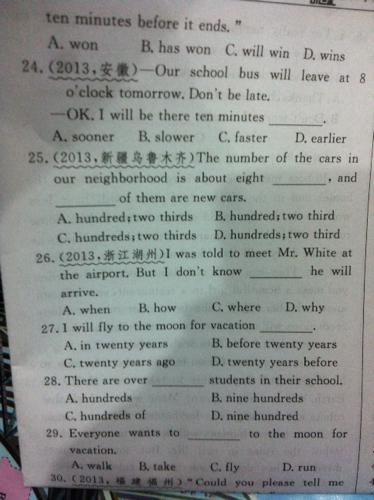 ten minutes before it ends."
A. won B. has won C. will win D. wins
24. (2013,安徽)—Our school bus will leave at 8
o'clock tomorrow. Don't be late.
—OK. I will be there ten minutes ______.
A. sooner B. slower C. faster D. earlier
25. (2013,新疆乌鲁木齐)The number of the cars in
our neighborhood is about eight ______, and
______ of them are new cars.
A. hundred; two thirds B. hundred; two third
C. hundreds; two thirds D. hundreds; two third
26. (2013,浙江湖州)I was told to meet Mr. White at
the airport. But I don't know ______ he will
arrive.
A. when B. how C. where D. why
27. I will fly to the moon for vacation ______.
A. in twenty years B. before twenty years
C. twenty years ago D. twenty years before
28. There are over ______ students in their school.
A. hundreds B. nine hundreds
C. hundreds of D. nine hundred
29. Everyone wants to ______ to the moon for
vacation.
A. walk B. take C. fly D. run
30. (2013,福建福州)"Could you please tell me